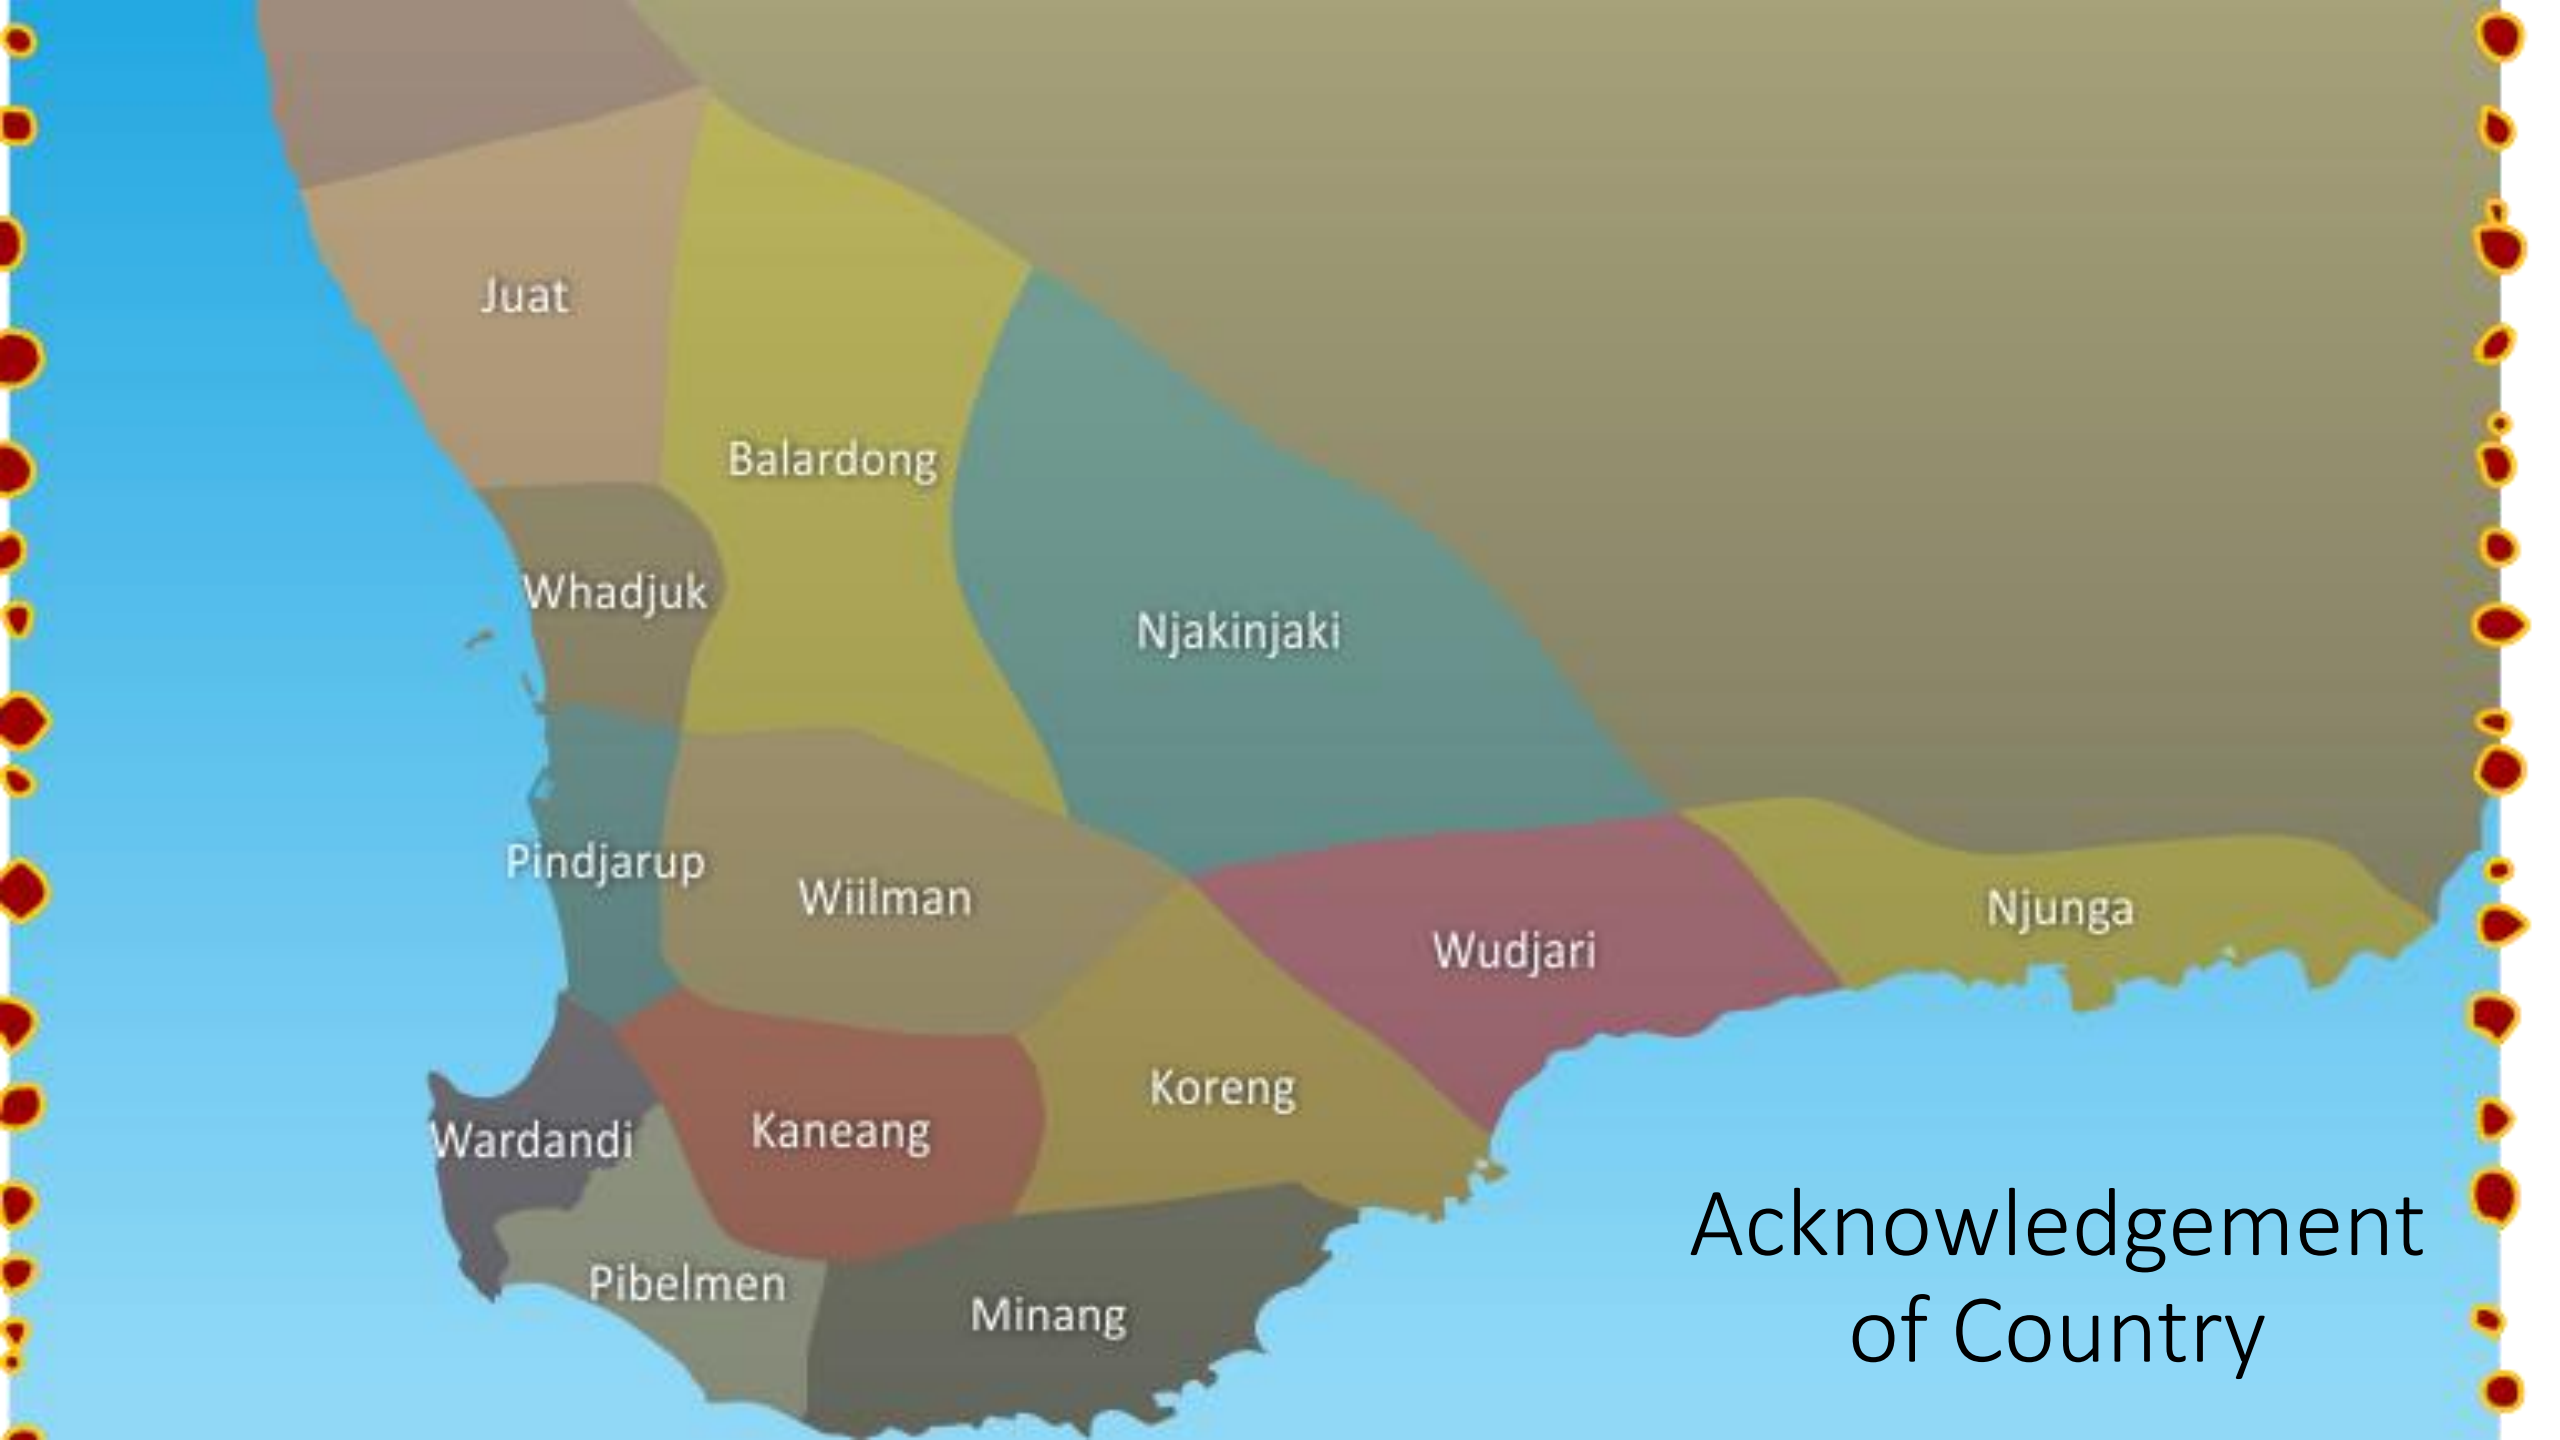 Juat
Balardong
Whadjuk
Njakinjaki
Pindjarup
Wiilman
Njunga
Wudjari
Koreng
Kaneang
Wardandi
Pibelmen
Minang
Acknowledgement
of Country